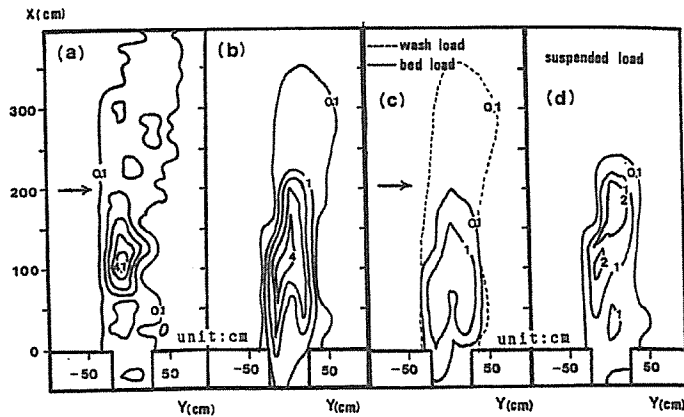 X(cm)
(a)
(b)
(c)
(d)
wash load
bed load
suspended load
300
200
100
0
0.1
0.1
4.7
0.1
1
4
0.1
0.1
1
0.1
1
2
2
1
1
unit:cm
unit:cm
-50
50
-50
50
-50
50
-50
50
Y(cm)
Y(cm)
Y(cm)
Y(cm)